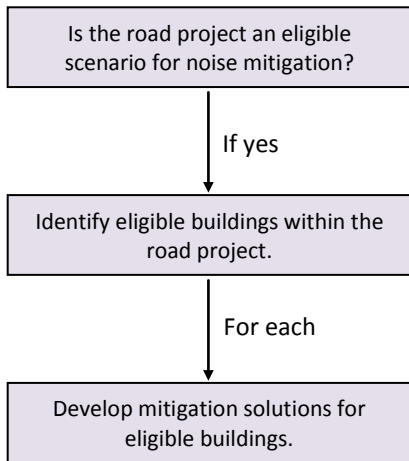 Is the road project an eligible
scenario for noise mitigation?
If yes
Identify eligible buildings within the
road project.
For each
Develop mitigation solutions for
eligible buildings.